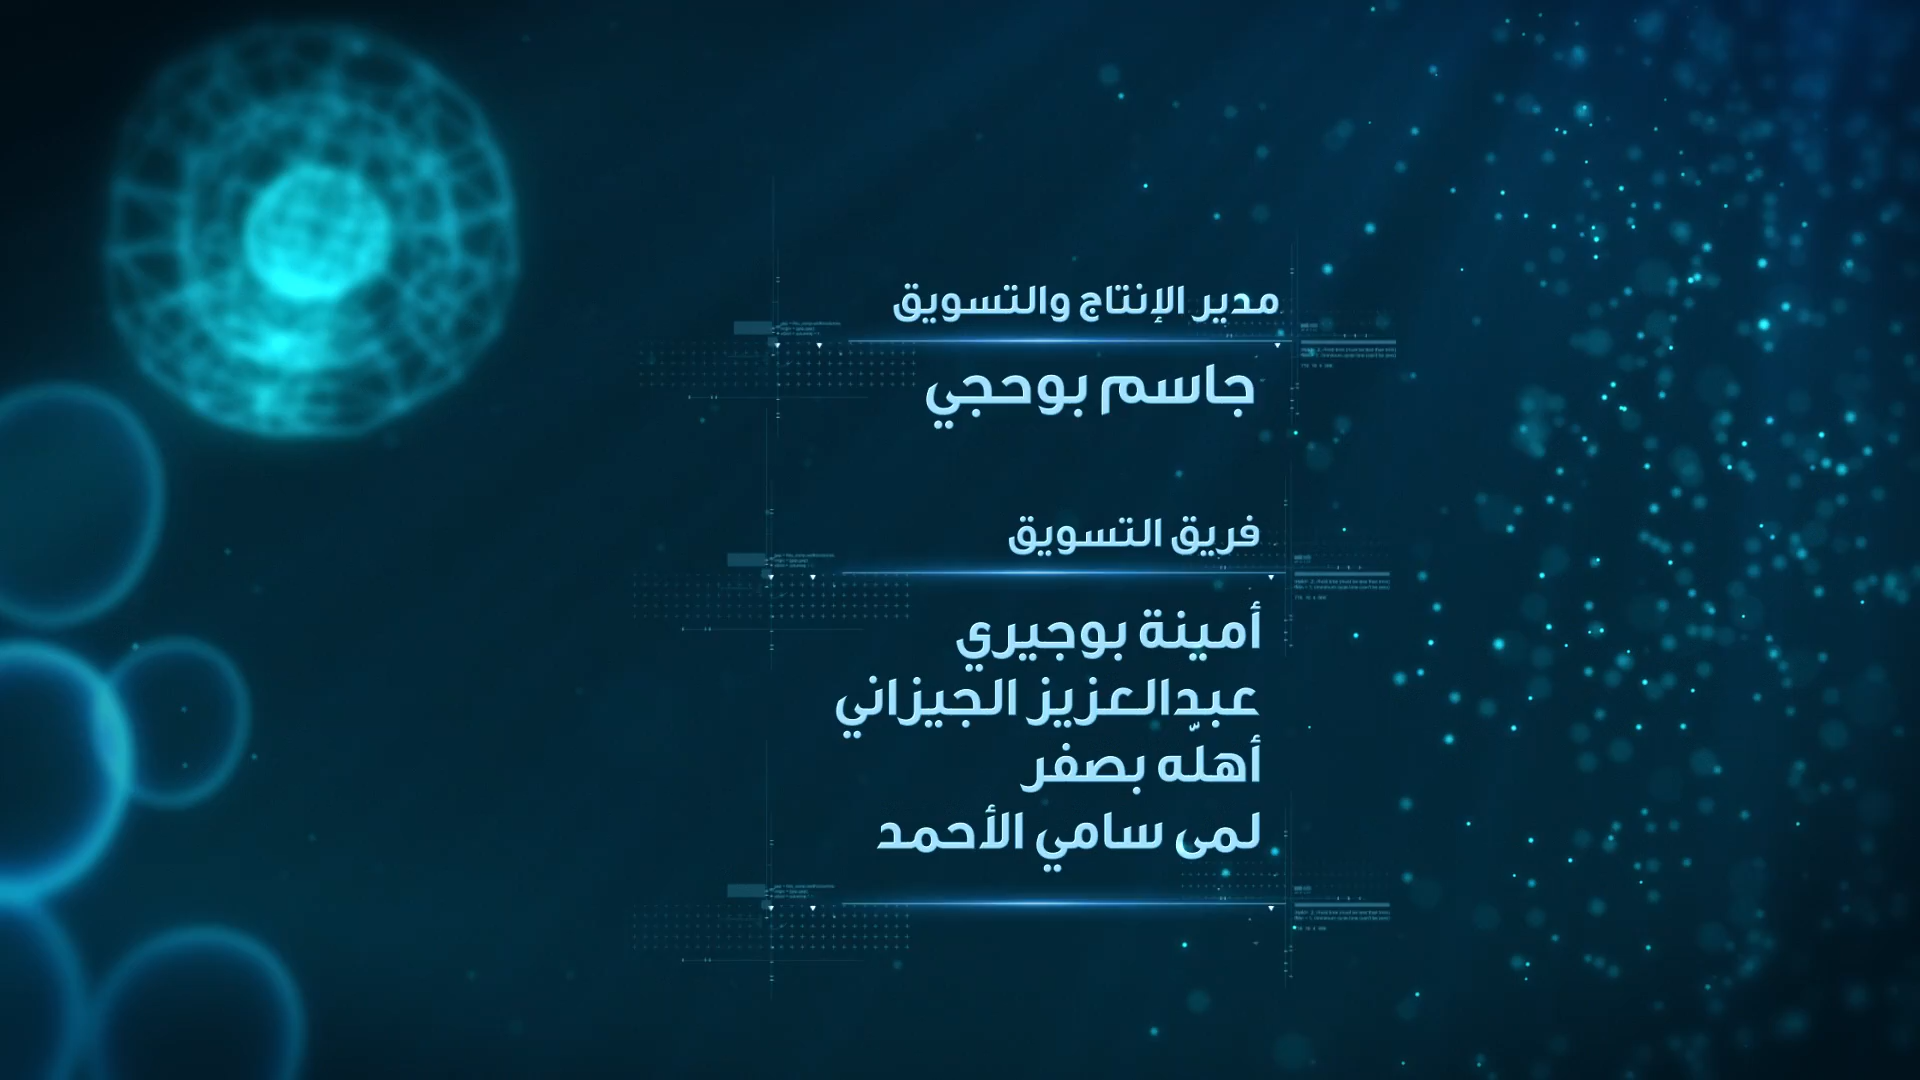 مدير الإنتاج والتسويق
جاسم بوحجي
فريق التسويق
أمينة بوجيري
عبدالعزيز الجيزاني
أهلّه بصفر
لمى سامي الأحمد